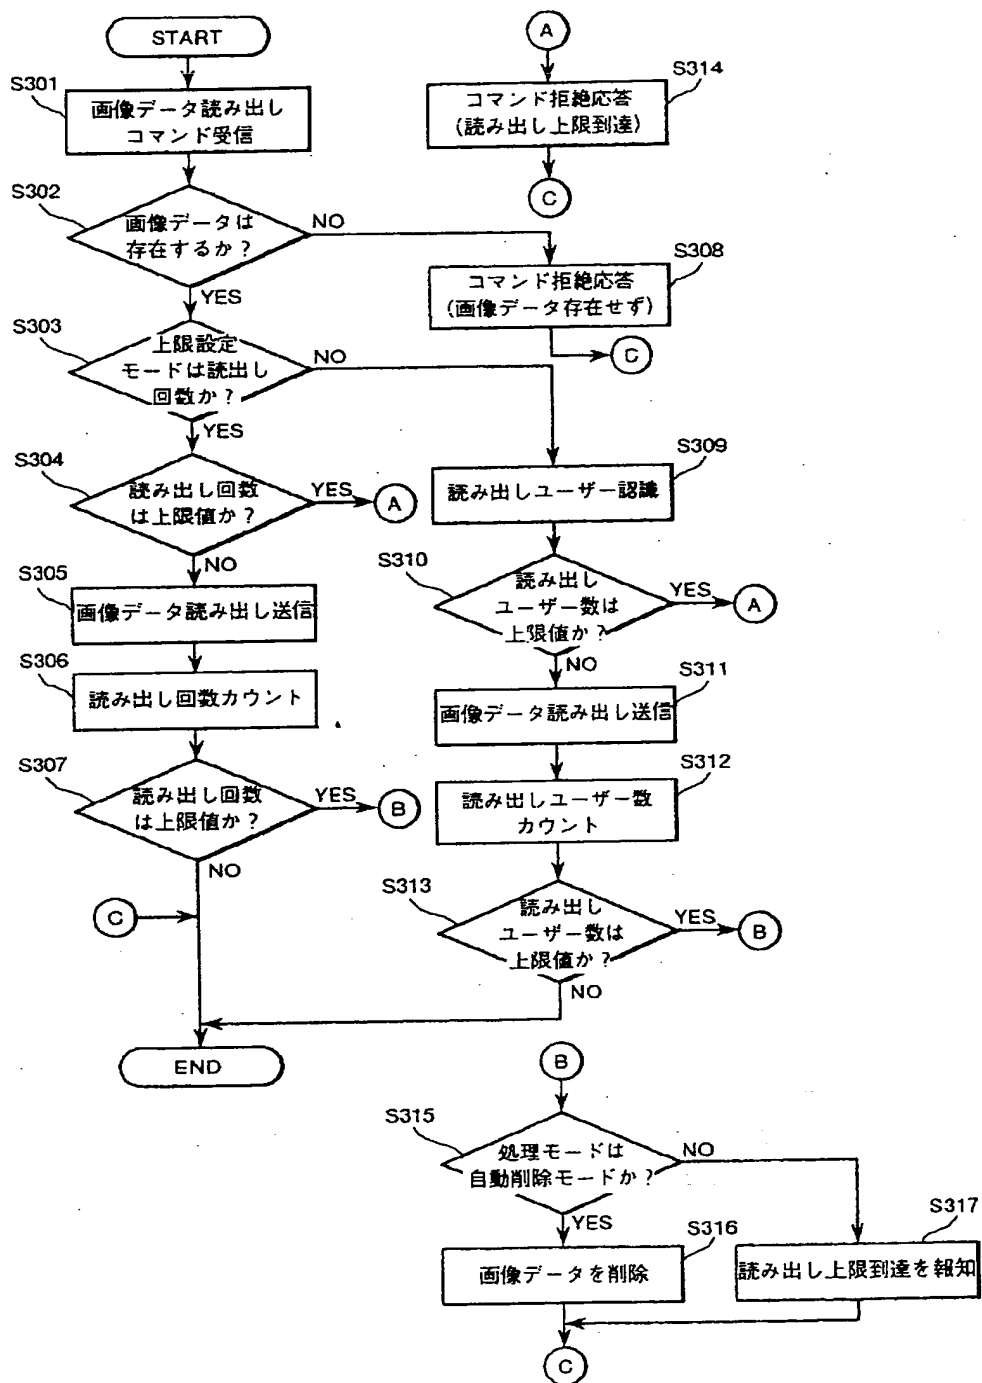 START
S301
画像データ読み出し
コマンド受信
S302
画像データは
存在するか?
NO
YES
S303
上限設定
モードは読出し
回数か?
NO
YES
S304
読み出し回数
は上限値か?
YES
A
NO
S305
画像データ読み出し送信
S306
読み出し回数カウント
S307
読み出し回数
は上限値か?
YES
B
NO
C
END
A
S314
コマンド拒絶応答
(読み出し上限到達)
C
S308
コマンド拒絶応答
(画像データ存在せず)
C
S309
読み出しユーザー認識
S310
読み出し
ユーザー数は
上限値か?
YES
A
NO
S311
画像データ読み出し送信
S312
読み出しユーザー数
カウント
S313
読み出し
ユーザー数は
上限値か?
YES
B
NO
B
S315
処理モードは
自動削除モードか?
NO
YES
S316
画像データを削除
S317
読み出し上限到達を報知
C